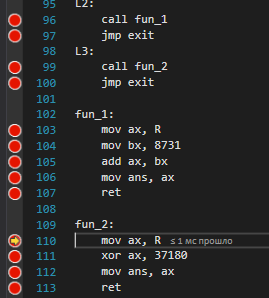 95 L2:
96 call fun_1
97 jmp exit
98 L3:
99 call fun_2
100 jmp exit
101
102 fun_1:
103 mov ax, R
104 mov bx, 8731
105 add ax, bx
106 mov ans, ax
107 ret
108
109 fun_2:
110 mov ax, R ≤ 1 мс прошло
111 xor ax, 37180
112 mov ans, ax
113 ret